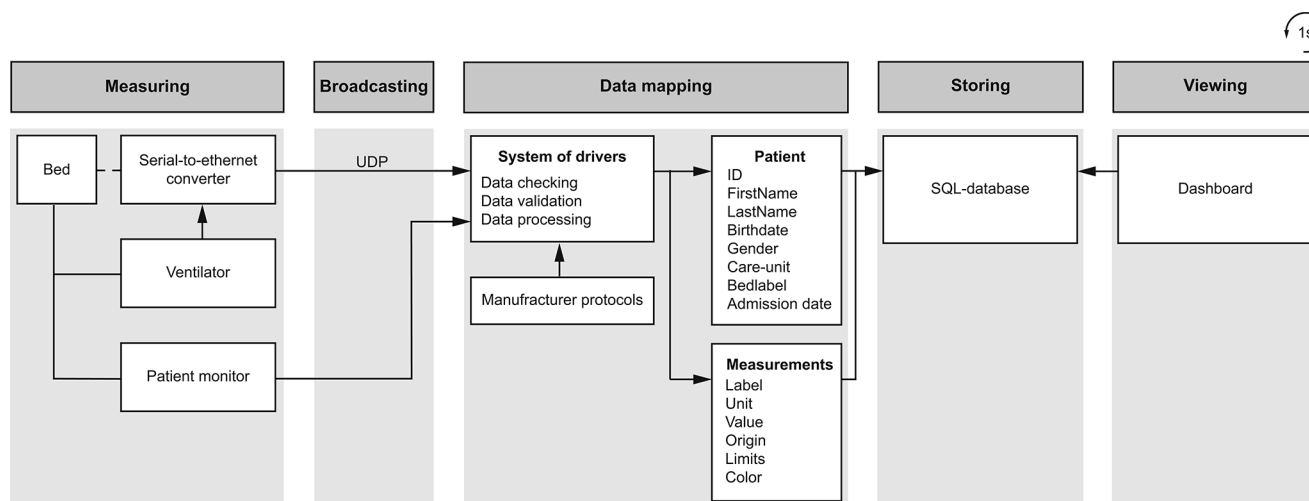 1s
Measuring
Broadcasting
Data mapping
Storing
Viewing
Bed
Serial-to-ethernet
converter
Ventilator
Patient monitor
UDP
System of drivers
Data checking
Data validation
Data processing
Manufracturer protocols
Patient
ID
FirstName
LastName
Birthdate
Gender
Care-unit
Bedlabel
Admission date
Measurements
Label
Unit
Value
Origin
Limits
Color
SQL-database
Dashboard